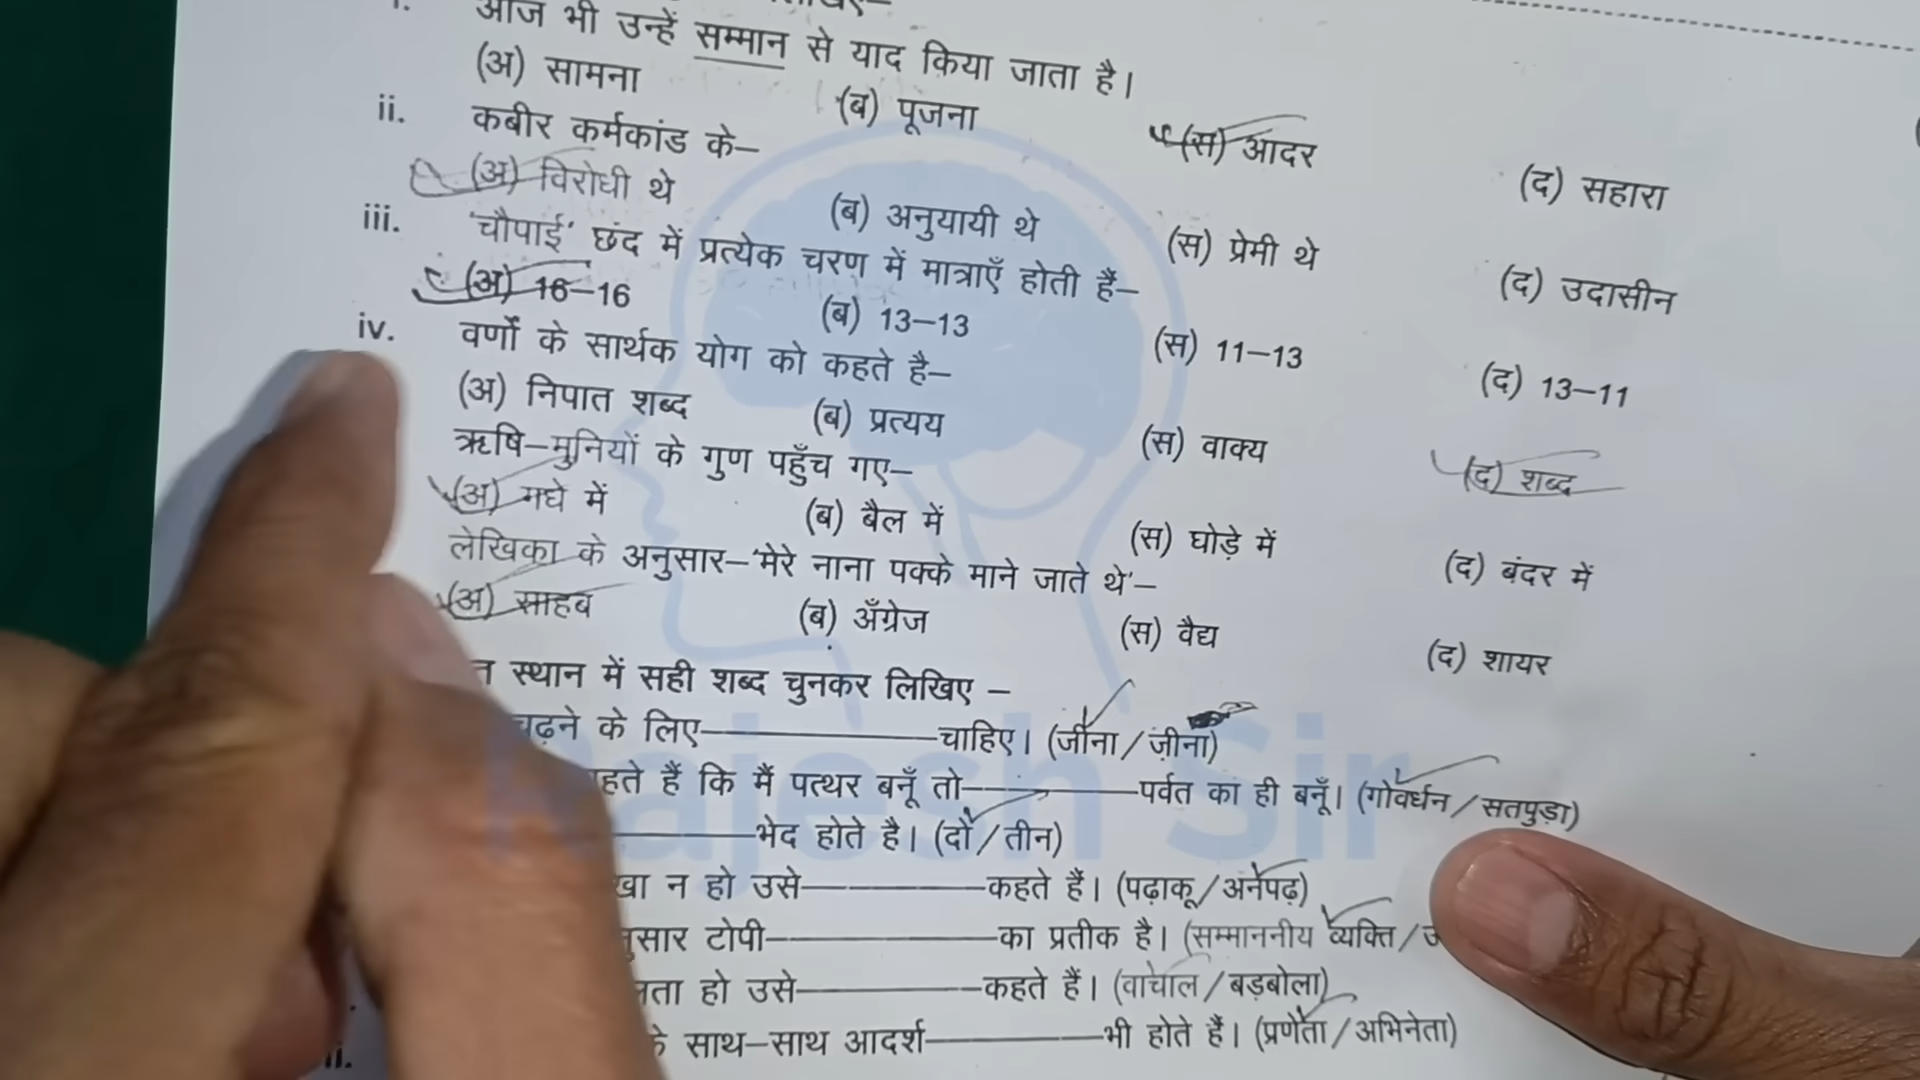 आज भी उन्हें सम्मान से याद किया जाता है।
(अ) सामना (ब) पूजना (स) आदर (द) सहारा
ii. कबीर कर्मकांड के–
(अ) विरोधी थे (ब) अनुयायी थे (स) प्रेमी थे (द) उदासीन
iii. 'चौपाई' छंद में प्रत्येक चरण में मात्राएँ होती हैं–
(अ) 16–16 (ब) 13–13 (स) 11–13 (द) 13–11
iv. वर्णों के सार्थक योग को कहते है–
(अ) निपात शब्द (ब) प्रत्यय (स) वाक्य (द) शब्द
ऋषि–मुनियों के गुण पहुँच गए–
(अ) गधे में (ब) बैल में (स) घोड़े में (द) बंदर में
लेखिका के अनुसार–'मेरे नाना पक्के माने जाते थे'–
(अ) साहब (ब) अँग्रेज (स) वैद्य (द) शायर
स्थान में सही शब्द चुनकर लिखिए –
चढ़ने के लिए————चाहिए। (जीना/ज़ीना)
हते हैं कि मैं पत्थर बनूँ तो————पर्वत का ही बनूँ। (गोवर्धन/सतपुड़ा)
————भेद होते है। (दो/तीन)
खा न हो उसे————कहते हैं। (पढ़ाकू/अनपढ़)
नुसार टोपी————का प्रतीक है। (सम्माननीय व्यक्ति/
ता हो उसे————कहते हैं। (वाचाल/बड़बोला)
के साथ–साथ आदर्श————भी होते हैं। (प्रणेता/अभिनेता)
Rajesh Sir